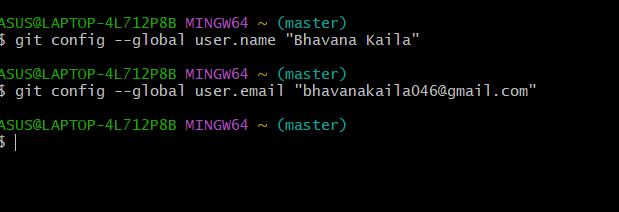 ASUS@LAPTOP-4L712P8B MINGW64 ~ (master)
$ git config --global user.name "Bhavana Kaila"
ASUS@LAPTOP-4L712P8B MINGW64 ~ (master)
$ git config --global user.email "bhavanakaila046@gmail.com"
ASUS@LAPTOP-4L712P8B MINGW64 ~ (master)
$